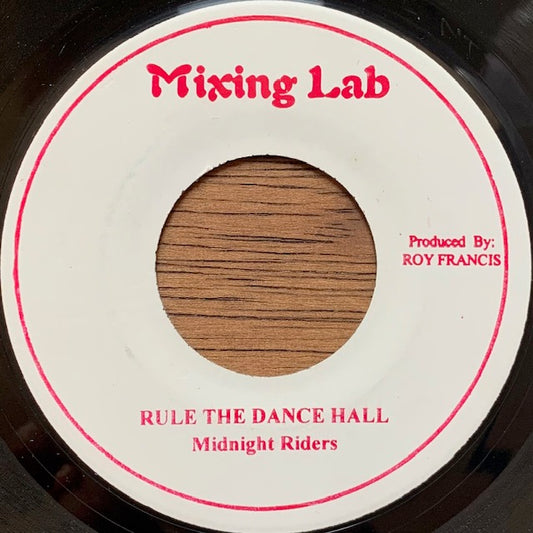 Mixing Lab
Produced By:
ROY FRANCIS
RULE THE DANCE HALL
Midnight Riders